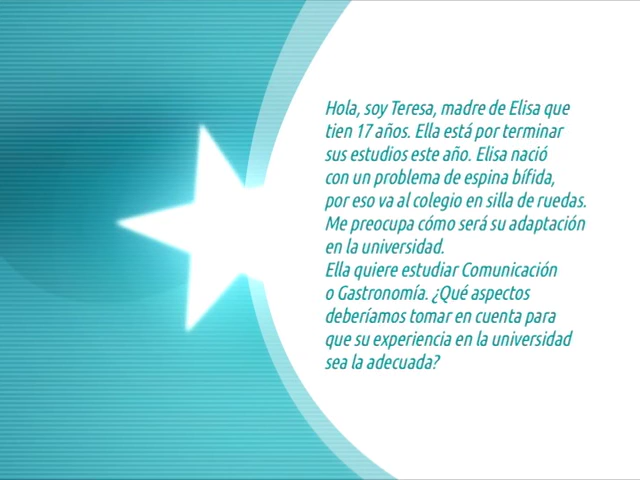 Hola, soy Teresa, madre de Elisa que
tien 17 años. Ella está por terminar
sus estudios este año. Elisa nació
con un problema de espina bífida,
por eso va al colegio en silla de ruedas.
Me preocupa cómo será su adaptación
en la universidad.
Ella quiere estudiar Comunicación
o Gastronomía. ¿Qué aspectos
deberíamos tomar en cuenta para
que su experiencia en la universidad
sea la adecuada?